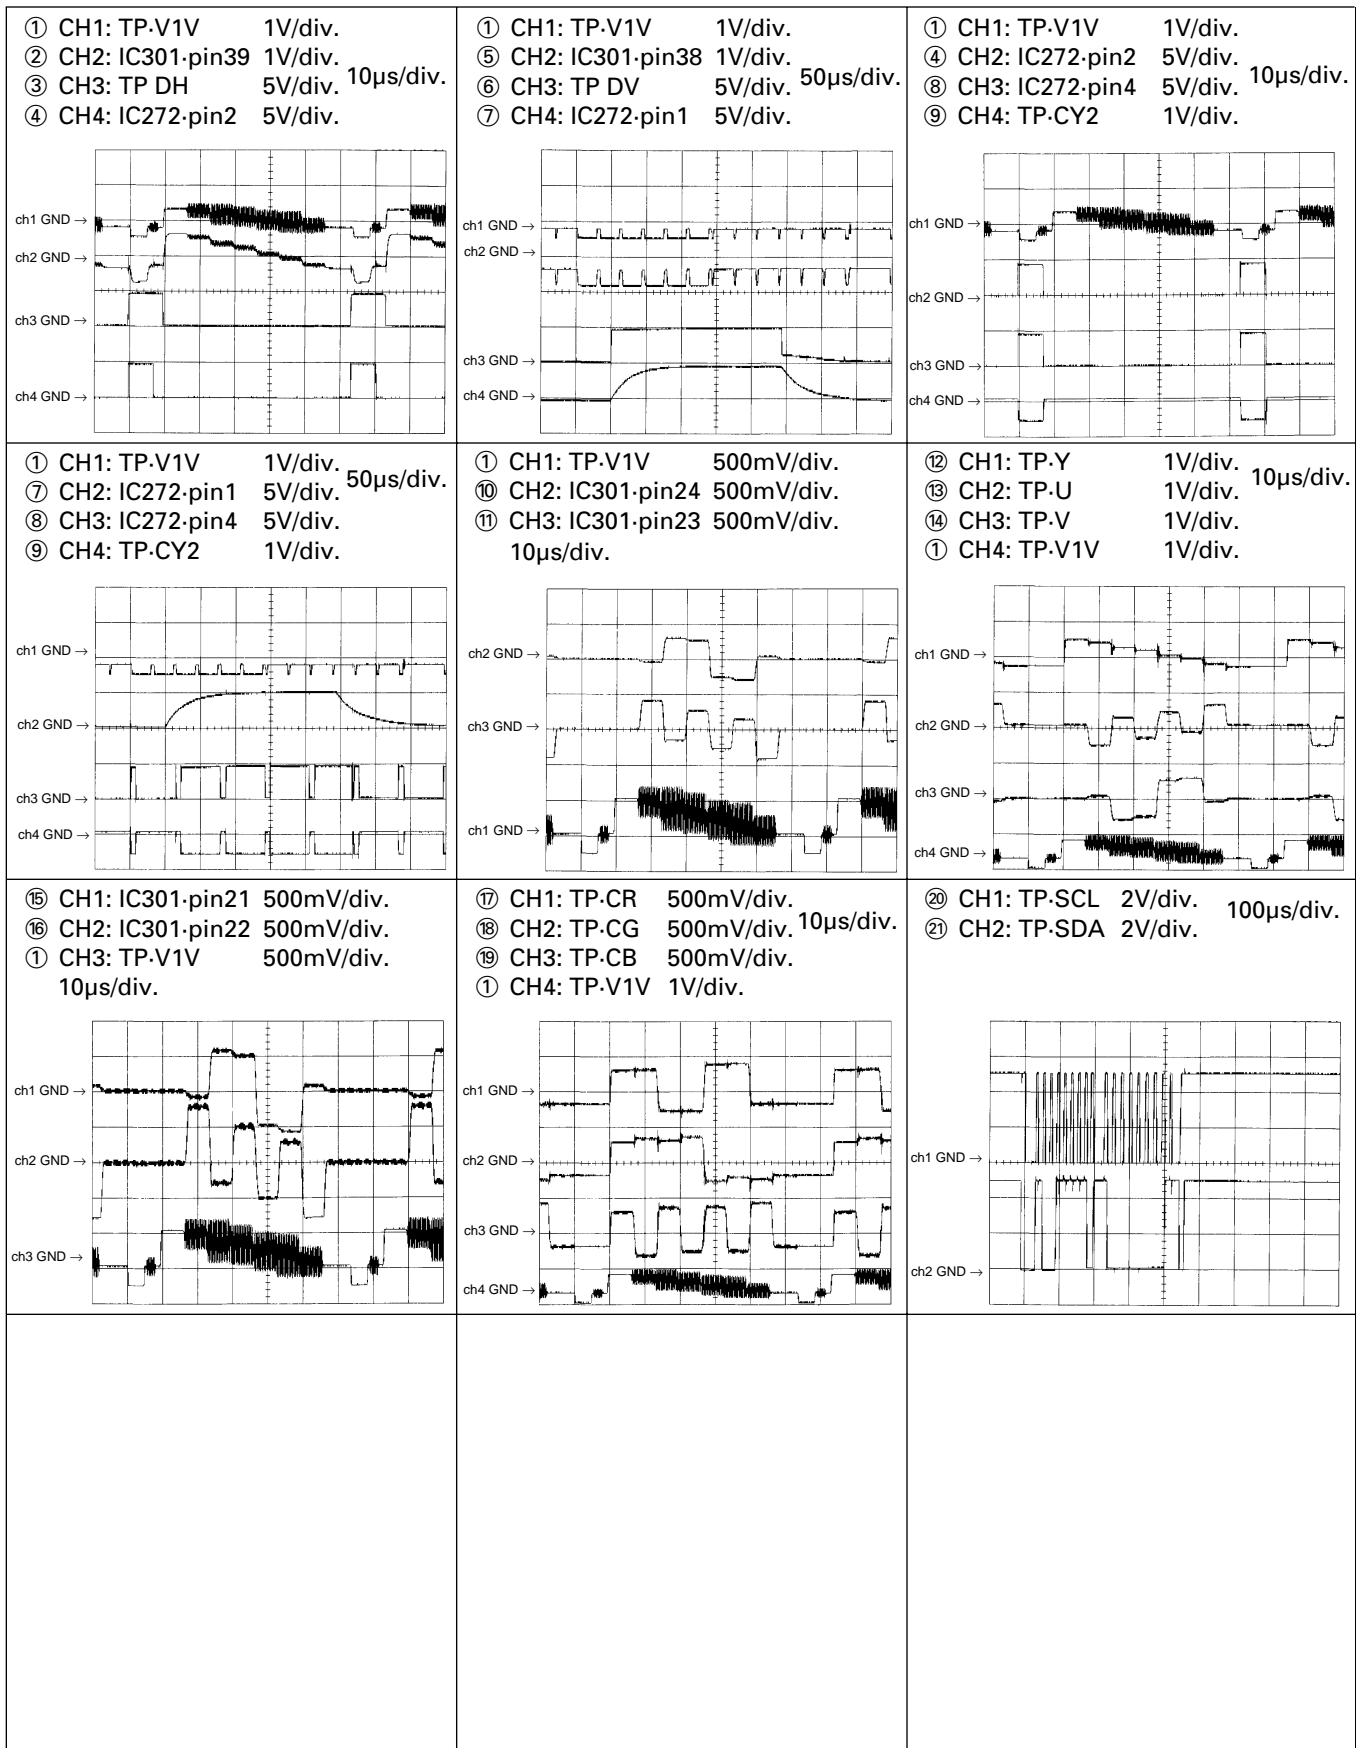 ① CH1: TP·V1V 1V/div.
② CH2: IC301·pin39 1V/div.
③ CH3: TP DH 5V/div.
④ CH4: IC272·pin2 5V/div.
10µs/div.
ch1 GND →
ch2 GND →
ch3 GND →
ch4 GND →
① CH1: TP·V1V 1V/div.
⑤ CH2: IC301·pin38 1V/div.
⑥ CH3: TP DV 5V/div.
⑦ CH4: IC272·pin1 5V/div.
50µs/div.
ch1 GND →
ch2 GND →
ch3 GND →
ch4 GND →
① CH1: TP·V1V 1V/div.
④ CH2: IC272·pin2 5V/div.
⑧ CH3: IC272·pin4 5V/div.
⑨ CH4: TP·CY2 1V/div.
10µs/div.
ch1 GND →
ch2 GND →
ch3 GND →
ch4 GND →
① CH1: TP·V1V 1V/div.
⑦ CH2: IC272·pin1 5V/div.
⑧ CH3: IC272·pin4 5V/div.
⑨ CH4: TP·CY2 1V/div.
50µs/div.
ch1 GND →
ch2 GND →
ch3 GND →
ch4 GND →
① CH1: TP·V1V 500mV/div.
⑩ CH2: IC301·pin24 500mV/div.
⑪ CH3: IC301·pin23 500mV/div.
10µs/div.
ch2 GND →
ch3 GND →
ch1 GND →
⑫ CH1: TP·Y 1V/div.
⑬ CH2: TP·U 1V/div.
⑭ CH3: TP·V 1V/div.
① CH4: TP·V1V 1V/div.
10µs/div.
ch1 GND →
ch2 GND →
ch3 GND →
ch4 GND →
⑮ CH1: IC301·pin21 500mV/div.
⑯ CH2: IC301·pin22 500mV/div.
① CH3: TP·V1V 500mV/div.
10µs/div.
ch1 GND →
ch2 GND →
ch3 GND →
⑰ CH1: TP·CR 500mV/div.
⑱ CH2: TP·CG 500mV/div.
⑲ CH3: TP·CB 500mV/div.
① CH4: TP·V1V 1V/div.
10µs/div.
ch1 GND →
ch2 GND →
ch3 GND →
ch4 GND →
⑳ CH1: TP·SCL 2V/div.
㉑ CH2: TP·SDA 2V/div.
100µs/div.
ch1 GND →
ch2 GND →